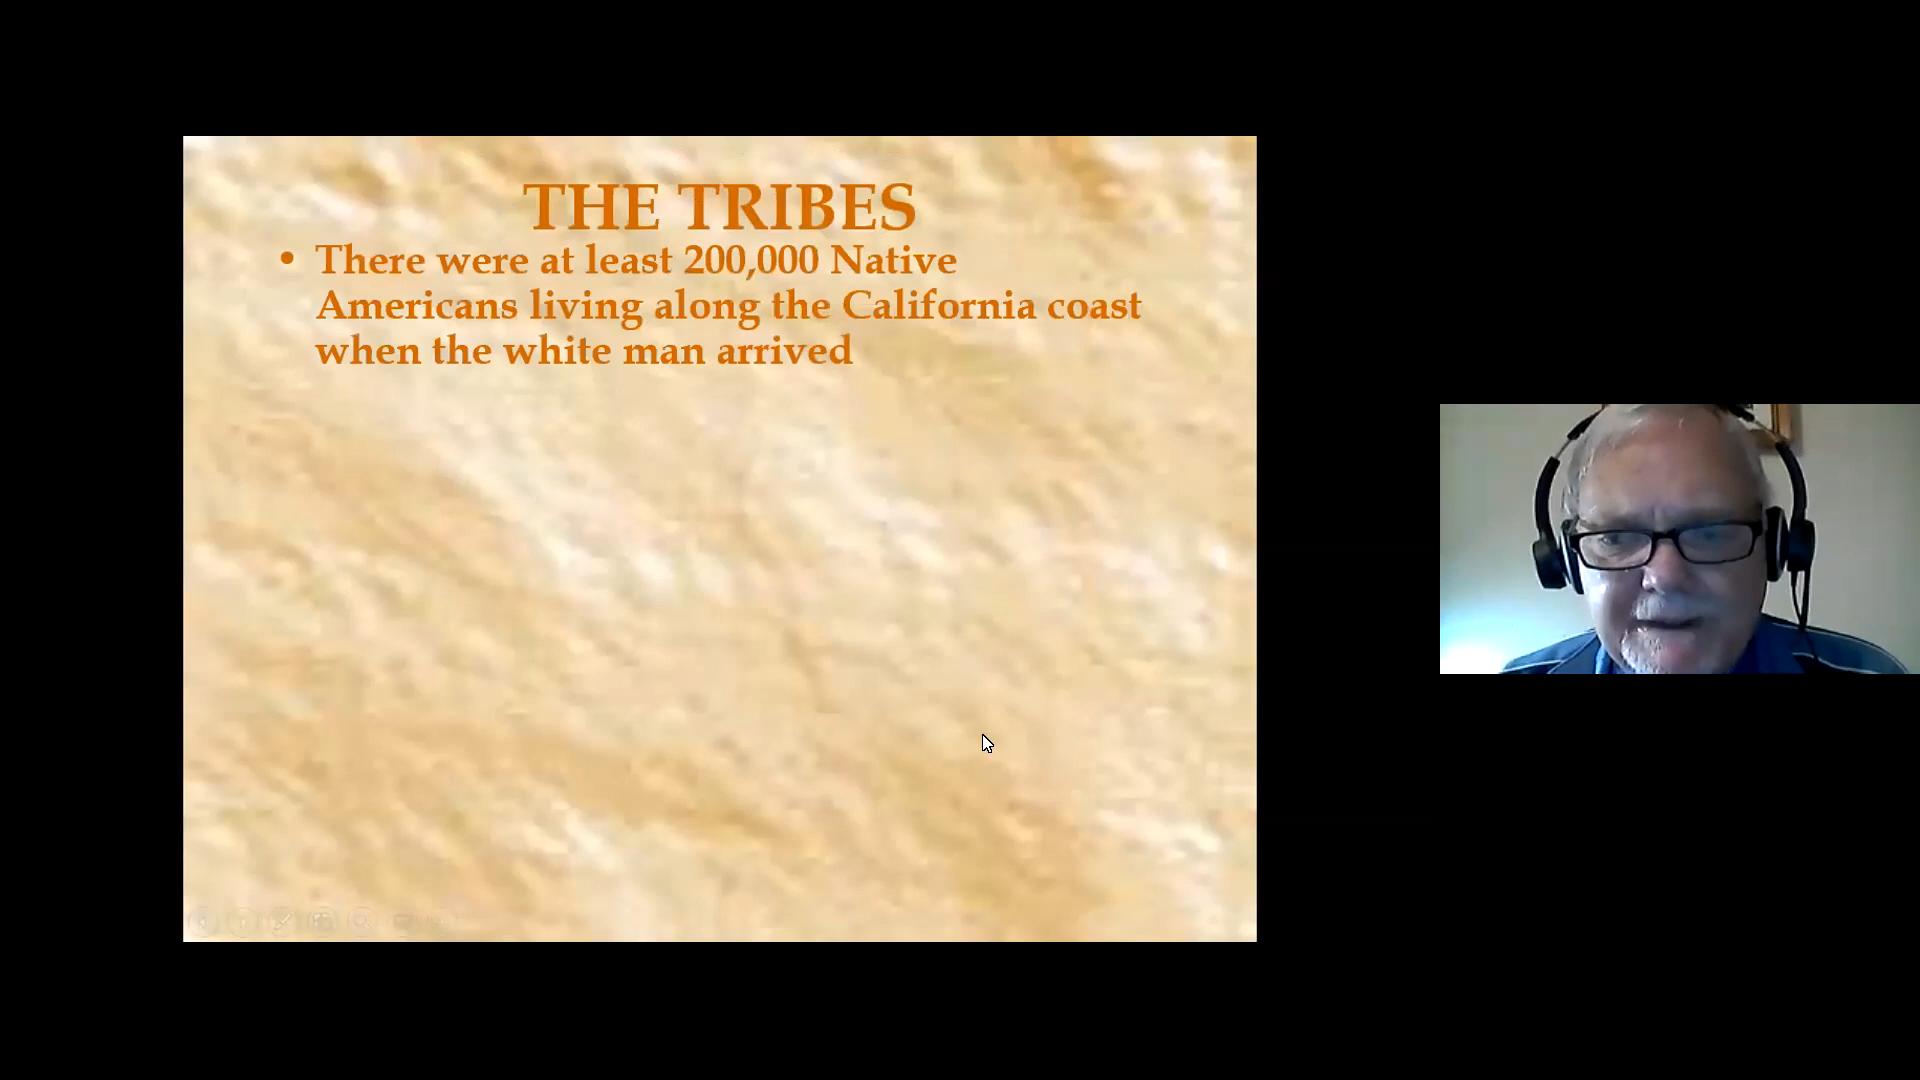 THE TRIBES
• There were at least 200,000 Native
Americans living along the California coast
when the white man arrived